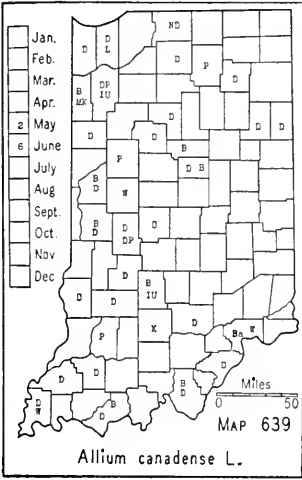 Jan.
Feb.
Mar.
Apr.
2 May
6 June
July
Aug
Sept.
Oct.
Nov
Dec
ND
D D D
L
P D
B DP
MK IU
D
D D D D
B
P D B
B
D W
B D D
D DP
D
B
D D IU
K D Ba W
P
D D D
D B B
W D D
Miles
0 50
MAP 639
Allium canadense L.